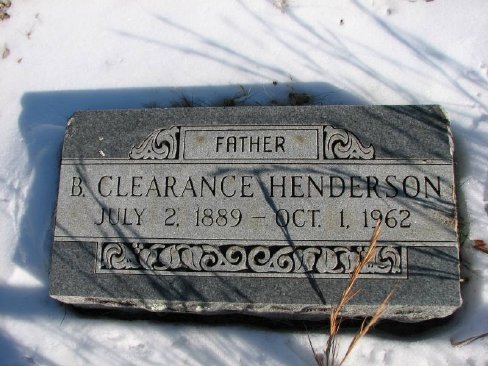 FATHER
B. CLEARANCE HENDERSON
JULY 2, 1889 – OCT. 1, 1962